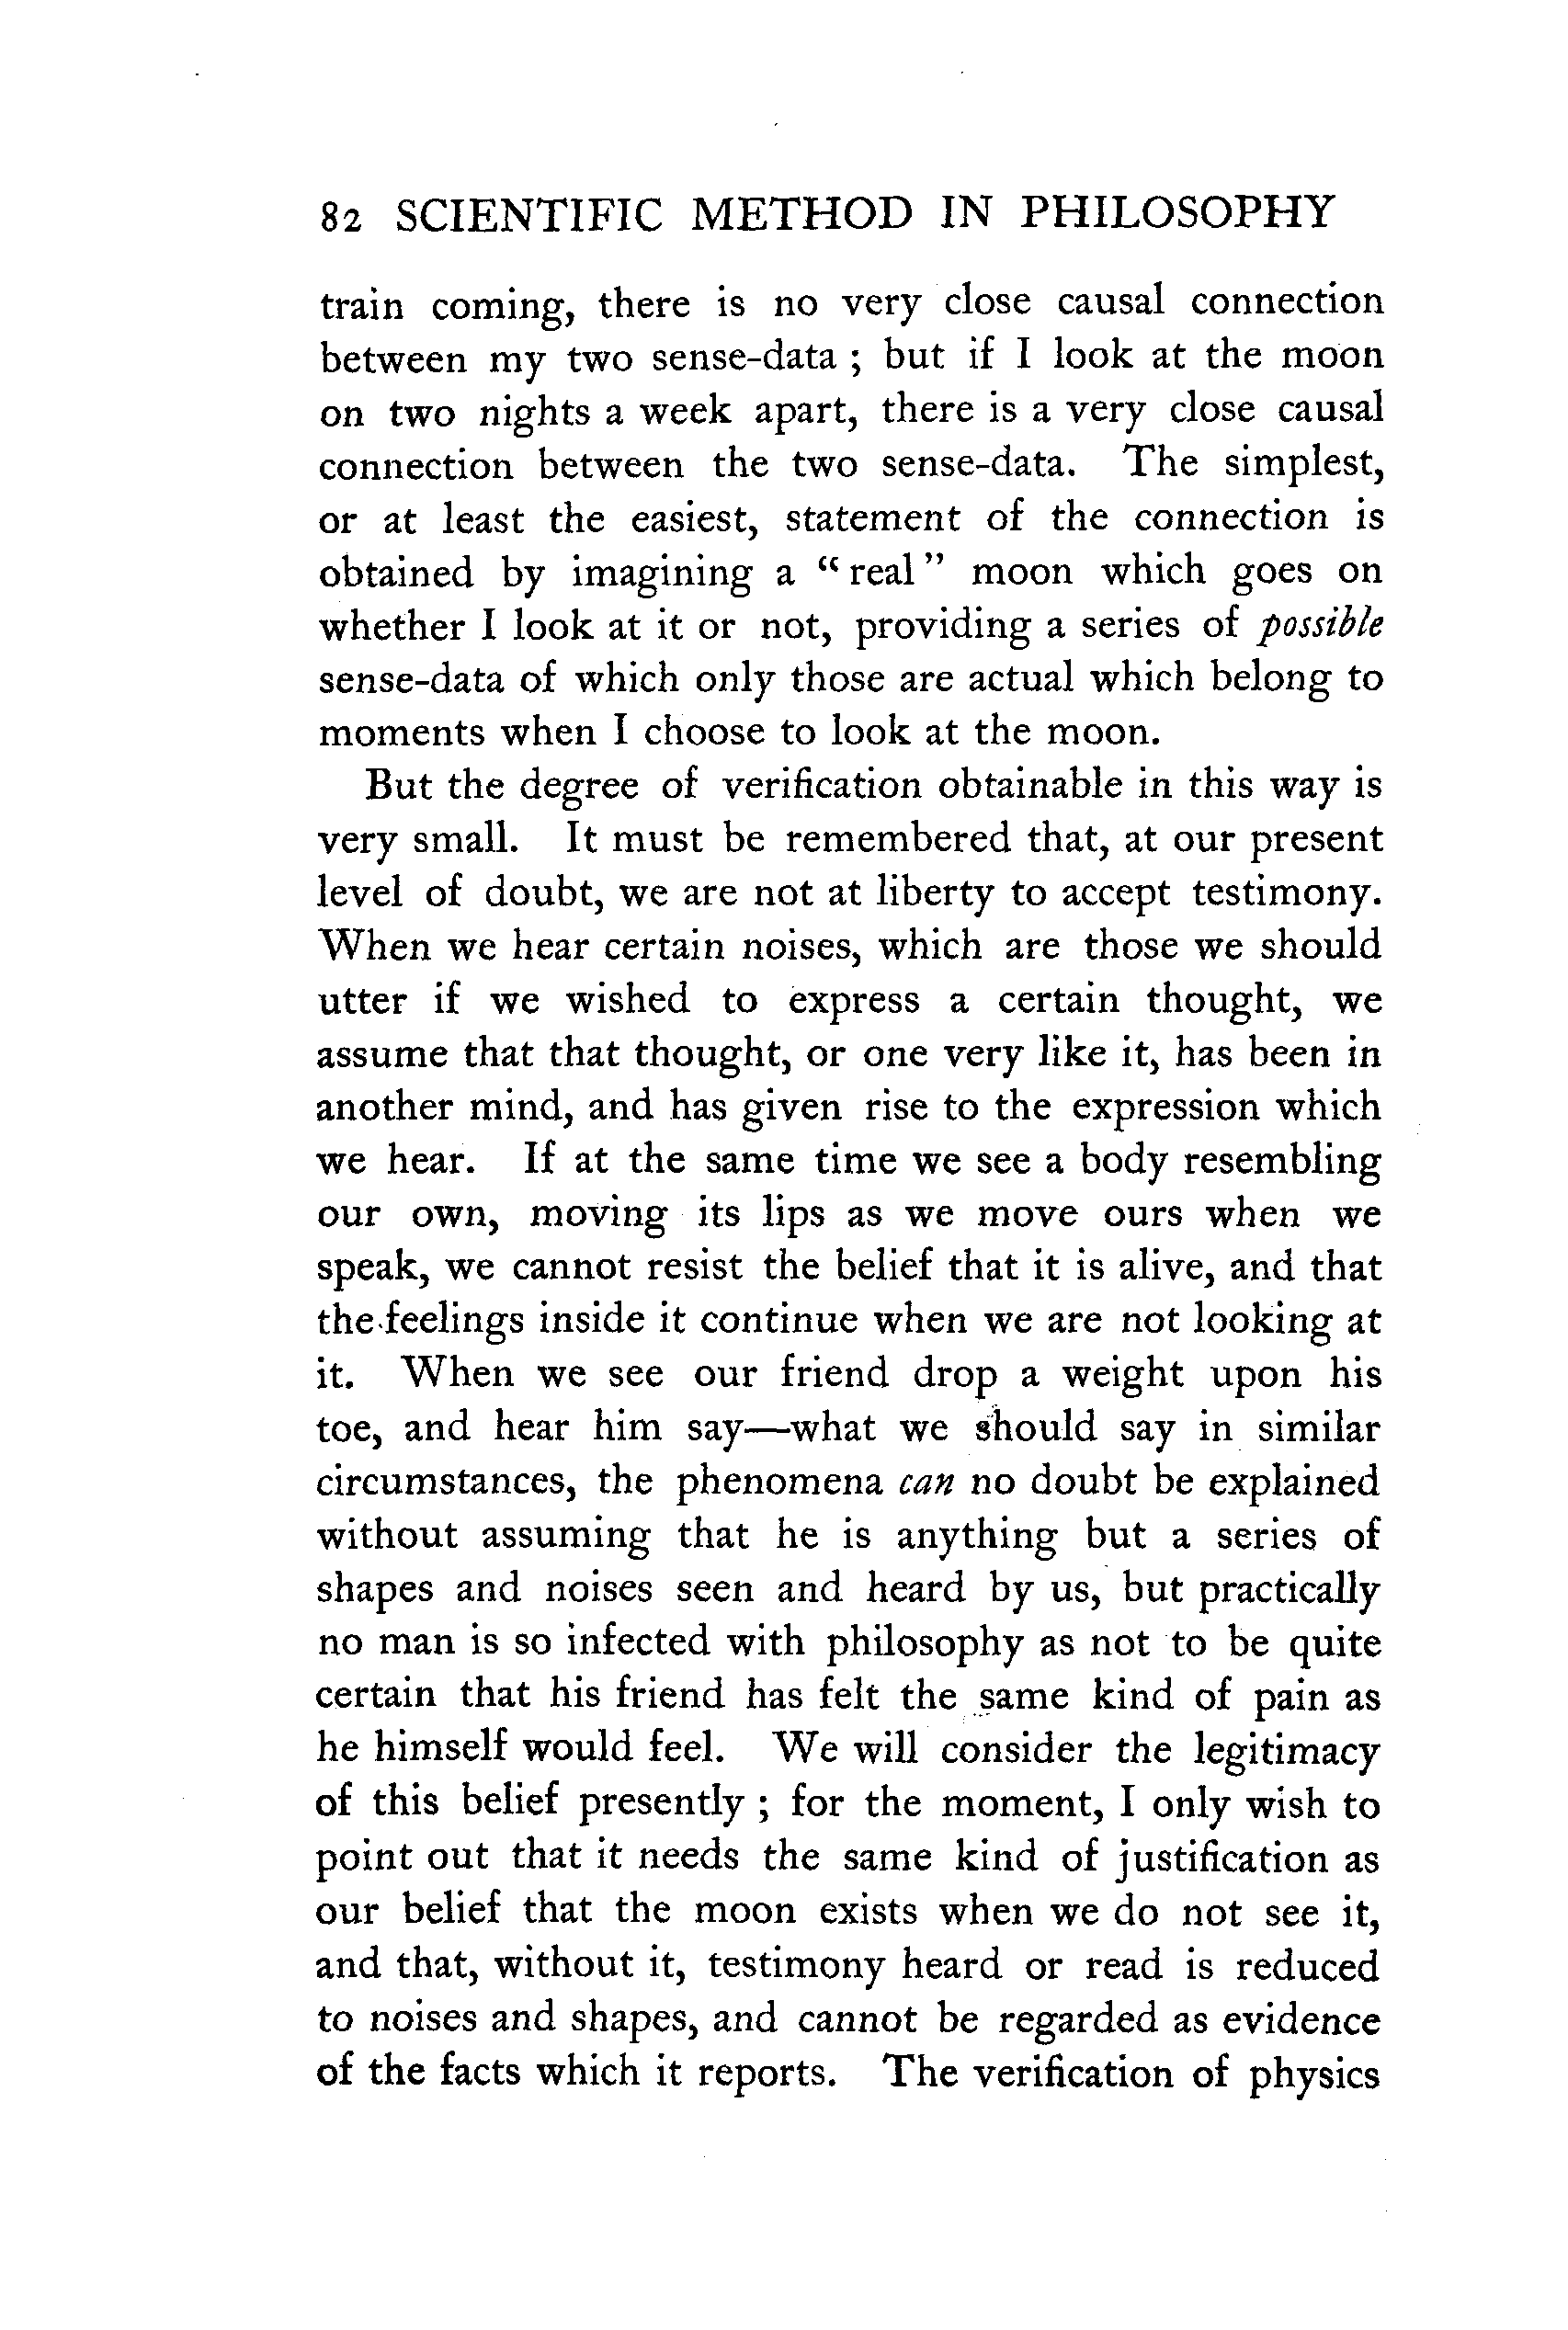 82 SCIENTIFIC METHOD IN PHILOSOPHY
train coming, there is no very close causal connection
between my two sense-data ; but if I look at the moon
on two nights a week apart, there is a very close causal
connection between the two sense-data. The simplest,
or at least the easiest, statement of the connection is
obtained by imagining a “ real ” moon which goes on
whether I look at it or not, providing a series of possible
sense-data of which only those are actual which belong to
moments when I choose to look at the moon.
But the degree of verification obtainable in this way is
very small. It must be remembered that, at our present
level of doubt, we are not at liberty to accept testimony.
When we hear certain noises, which are those we should
utter if we wished to express a certain thought, we
assume that that thought, or one very like it, has been in
another mind, and has given rise to the expression which
we hear. If at the same time we see a body resembling
our own, moving its lips as we move ours when we
speak, we cannot resist the belief that it is alive, and that
the feelings inside it continue when we are not looking at
it. When we see our friend drop a weight upon his
toe, and hear him say—what we should say in similar
circumstances, the phenomena can no doubt be explained
without assuming that he is anything but a series of
shapes and noises seen and heard by us, but practically
no man is so infected with philosophy as not to be quite
certain that his friend has felt the same kind of pain as
he himself would feel. We will consider the legitimacy
of this belief presently ; for the moment, I only wish to
point out that it needs the same kind of justification as
our belief that the moon exists when we do not see it,
and that, without it, testimony heard or read is reduced
to noises and shapes, and cannot be regarded as evidence
of the facts which it reports. The verification of physics